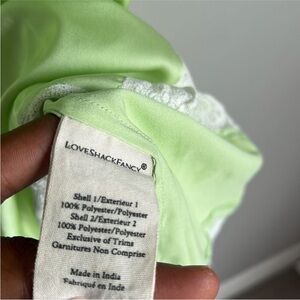 LOVESHACKFANCY®
Shell 1/Exterieur 1
100% Polyester/Polyester
Shell 2/Exterieur 2
100% Polyester/Polyester
Exclusive of Trims
Garnitures Non Comprise
Made in India
Fabriqué en Inde